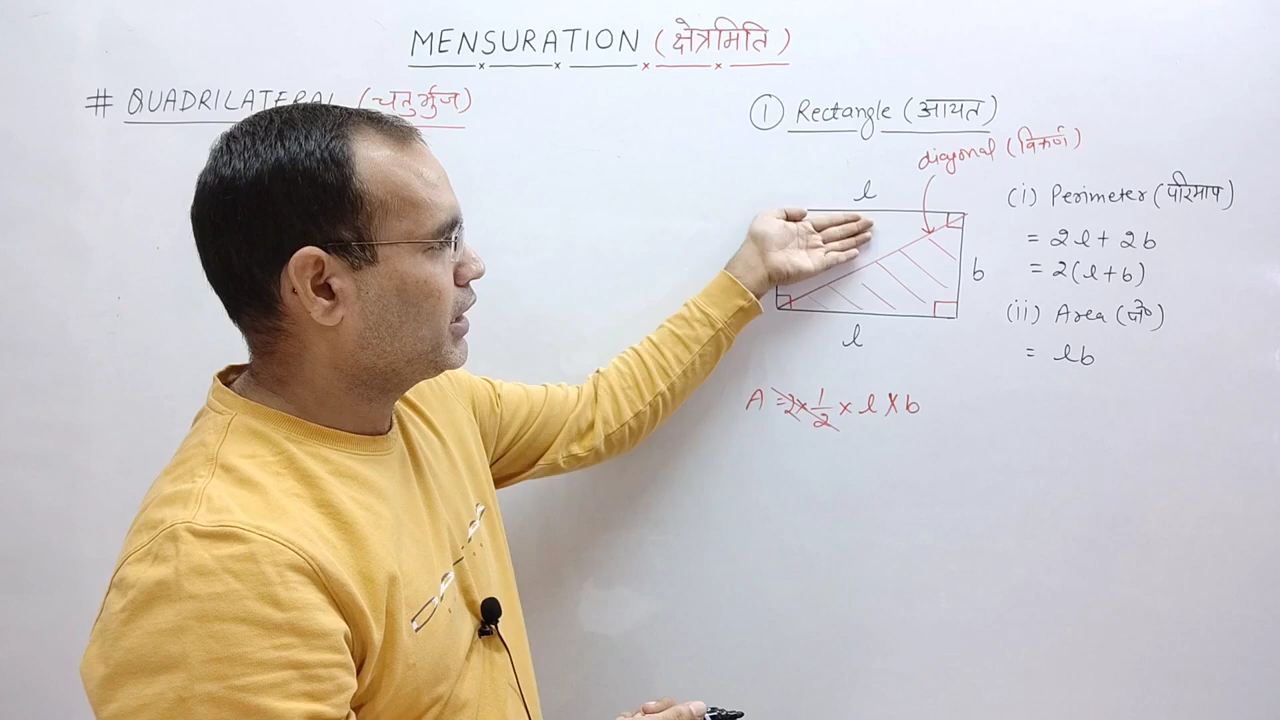 MENSURATION (क्षेत्रमिति)
# QUADRILATERAL (चतुर्भुज)
① Rectangle (आयत)
diagonal (विकर्ण)
l
b
l
(i) Perimeter (परिमाप)
= 2l + 2b
= 2(l+b)
(ii) Area (क्षे०)
= lb
A = 2 × 1/2 × l × b